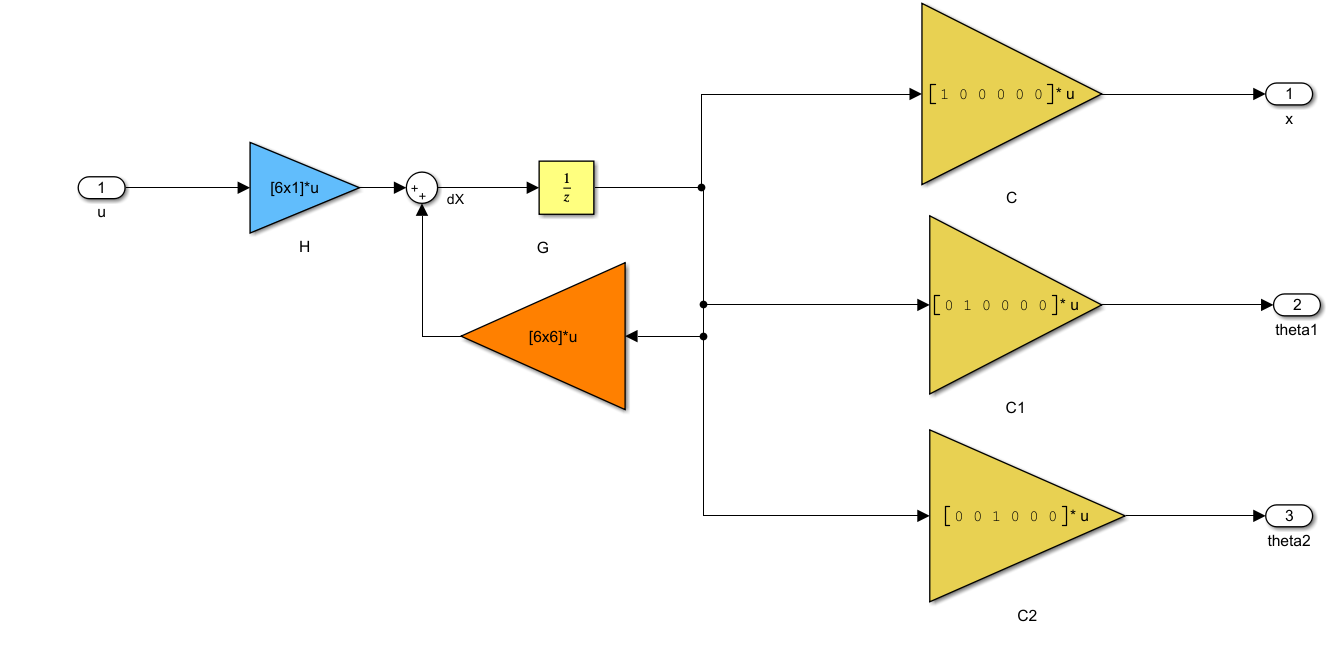 [1 0 0 0 0 0]* u
1
x
1
u
[6x1]*u
H
+
+
dX
1
z
G
[0 1 0 0 0 0]* u
2
theta1
C
[6x6]*u
C1
[0 0 1 0 0 0]* u
3
theta2
C2